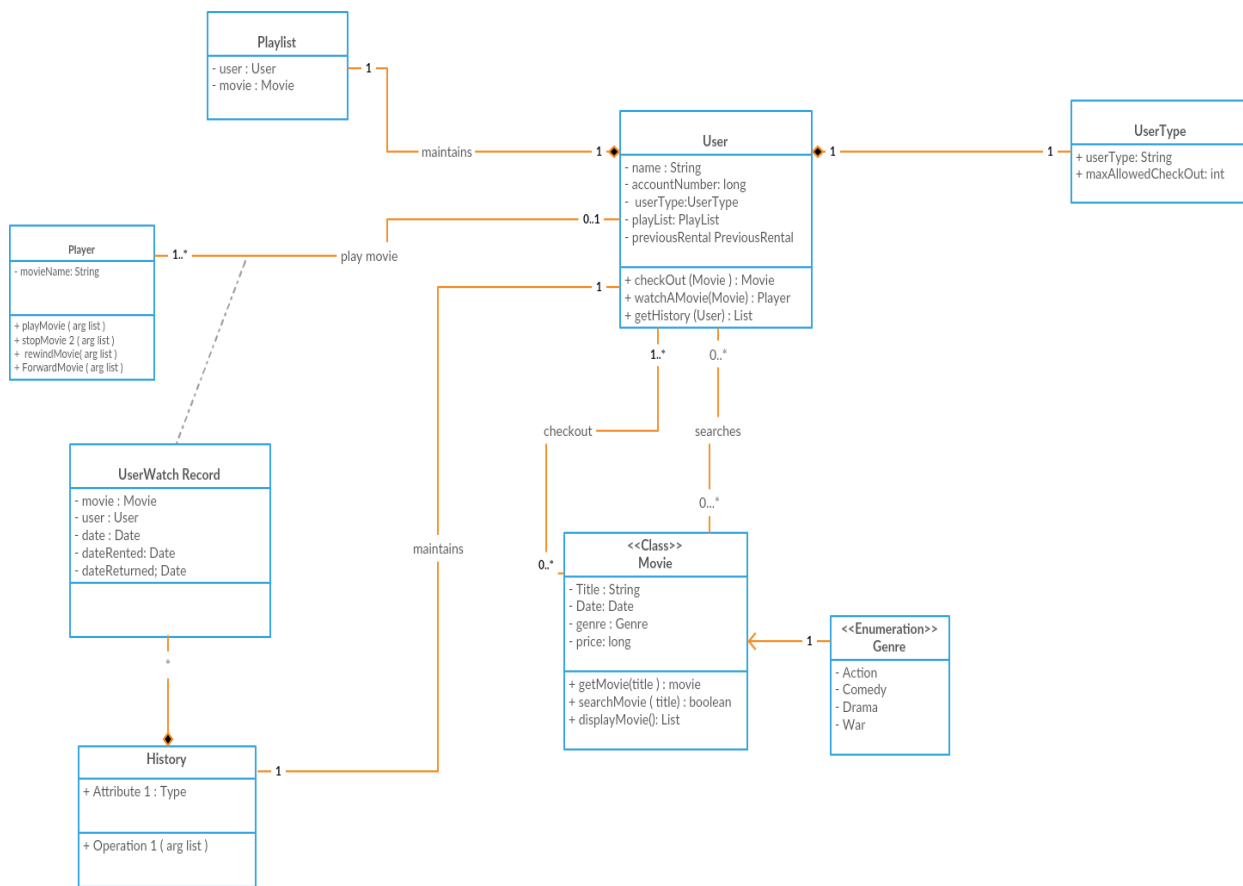 Playlist
- user : User
- movie : Movie
1
maintains
1
User
- name : String
- accountNumber: long
- userType:UserType
- playList: PlayList
- previousRental PreviousRental
+ checkOut (Movie ) : Movie
+ watchAMovie(Movie) : Player
+ getHistory (User) : List
1
1
UserType
+ userType: String
+ maxAllowedCheckOut: int
0..1
play movie
1..*
Player
- movieName: String
+ playMovie ( arg list )
+ stopMovie 2 ( arg list )
+ rewindMovie( arg list )
+ ForwardMovie ( arg list )
1
1..*
0..*
checkout
searches
UserWatch Record
- movie : Movie
- user : User
- date : Date
- dateRented: Date
- dateReturned; Date
maintains
0..*
0...*
<<Class>>
Movie
- Title : String
- Date: Date
- genre : Genre
- price: long
+ getMovie(title ) : movie
+ searchMovie ( title) : boolean
+ displayMovie(): List
1
<<Enumeration>>
Genre
- Action
- Comedy
- Drama
- War
*
History
+ Attribute 1 : Type
+ Operation 1 ( arg list )
1